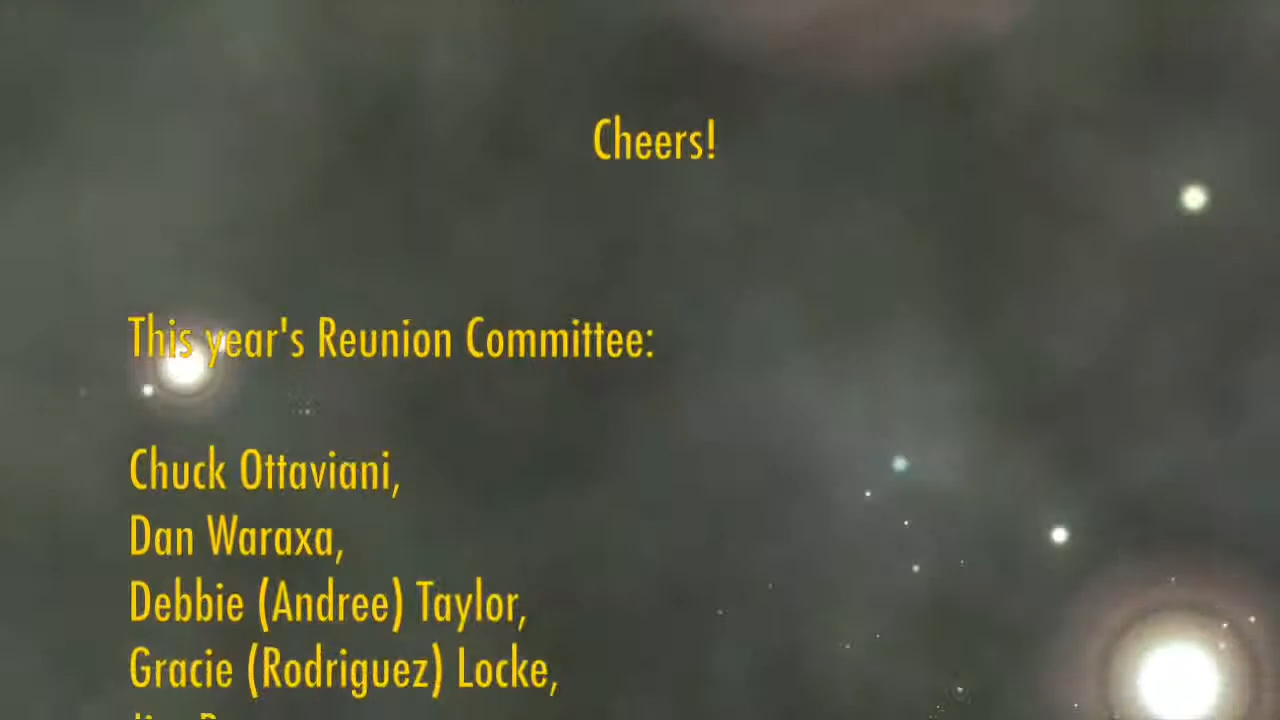 Cheers!
This year's Reunion Committee:
Chuck Ottaviani,
Dan Waraxa,
Debbie (Andree) Taylor,
Gracie (Rodriguez) Locke,